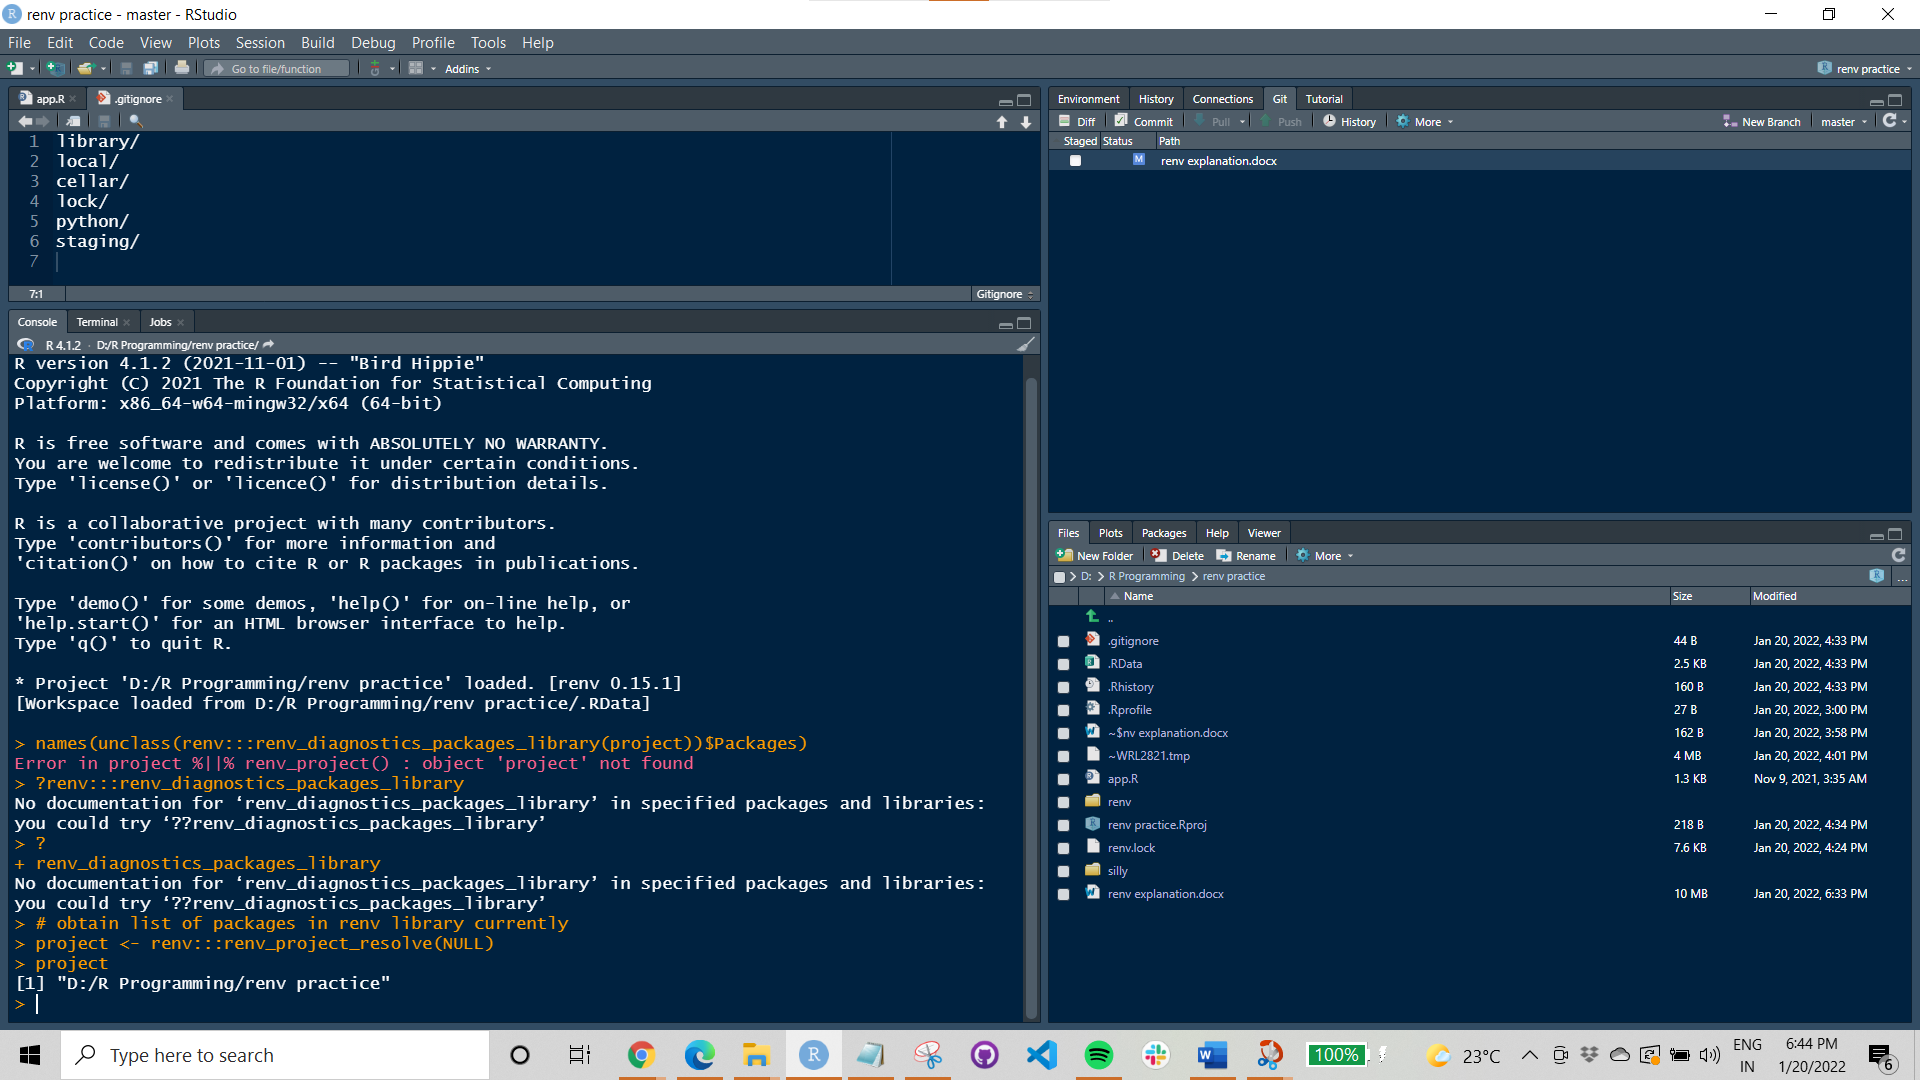 renv practice - master - RStudio
File Edit Code View Plots Session Build Debug Profile Tools Help
Go to file/function Addins renv practice
app.R .gitignore
1 library/
2 local/
3 cellar/
4 lock/
5 python/
6 staging/
7
7:1 Gitignore
Console Terminal Jobs
R 4.1.2 · D:/R Programming/renv practice/
R version 4.1.2 (2021-11-01) -- "Bird Hippie"
Copyright (C) 2021 The R Foundation for Statistical Computing
Platform: x86_64-w64-mingw32/x64 (64-bit)
R is free software and comes with ABSOLUTELY NO WARRANTY.
You are welcome to redistribute it under certain conditions.
Type 'license()' or 'licence()' for distribution details.
R is a collaborative project with many contributors.
Type 'contributors()' for more information and
'citation()' on how to cite R or R packages in publications.
Type 'demo()' for some demos, 'help()' for on-line help, or
'help.start()' for an HTML browser interface to help.
Type 'q()' to quit R.
* Project 'D:/R Programming/renv practice' loaded. [renv 0.15.1]
[Workspace loaded from D:/R Programming/renv practice/.RData]
> names(unclass(renv:::renv_diagnostics_packages_library(project))$Packages)
Error in project %||% renv_project() : object 'project' not found
> ?renv:::renv_diagnostics_packages_library
No documentation for ‘renv_diagnostics_packages_library’ in specified packages and libraries:
you could try ‘??renv_diagnostics_packages_library’
> ?
+ renv_diagnostics_packages_library
No documentation for ‘renv_diagnostics_packages_library’ in specified packages and libraries:
you could try ‘??renv_diagnostics_packages_library’
> # obtain list of packages in renv library currently
> project <- renv:::renv_project_resolve(NULL)
> project
[1] "D:/R Programming/renv practice"
>
Environment History Connections Git Tutorial
Diff Commit Pull Push History More New Branch master
Staged Status Path
M renv explanation.docx
Files Plots Packages Help Viewer
New Folder Delete Rename More
D: R Programming renv practice ...
Name Size Modified
..
.gitignore 44 B Jan 20, 2022, 4:33 PM
.RData 2.5 KB Jan 20, 2022, 4:33 PM
.Rhistory 160 B Jan 20, 2022, 4:33 PM
.Rprofile 27 B Jan 20, 2022, 3:00 PM
~$nv explanation.docx 162 B Jan 20, 2022, 3:58 PM
~WRL2821.tmp 4 MB Jan 20, 2022, 4:01 PM
app.R 1.3 KB Nov 9, 2021, 3:35 AM
renv
renv practice.Rproj 218 B Jan 20, 2022, 4:34 PM
renv.lock 7.6 KB Jan 20, 2022, 4:24 PM
silly
renv explanation.docx 10 MB Jan 20, 2022, 6:33 PM
Type here to search 100% 23°C ENG 6:44 PM
IN 1/20/2022 6